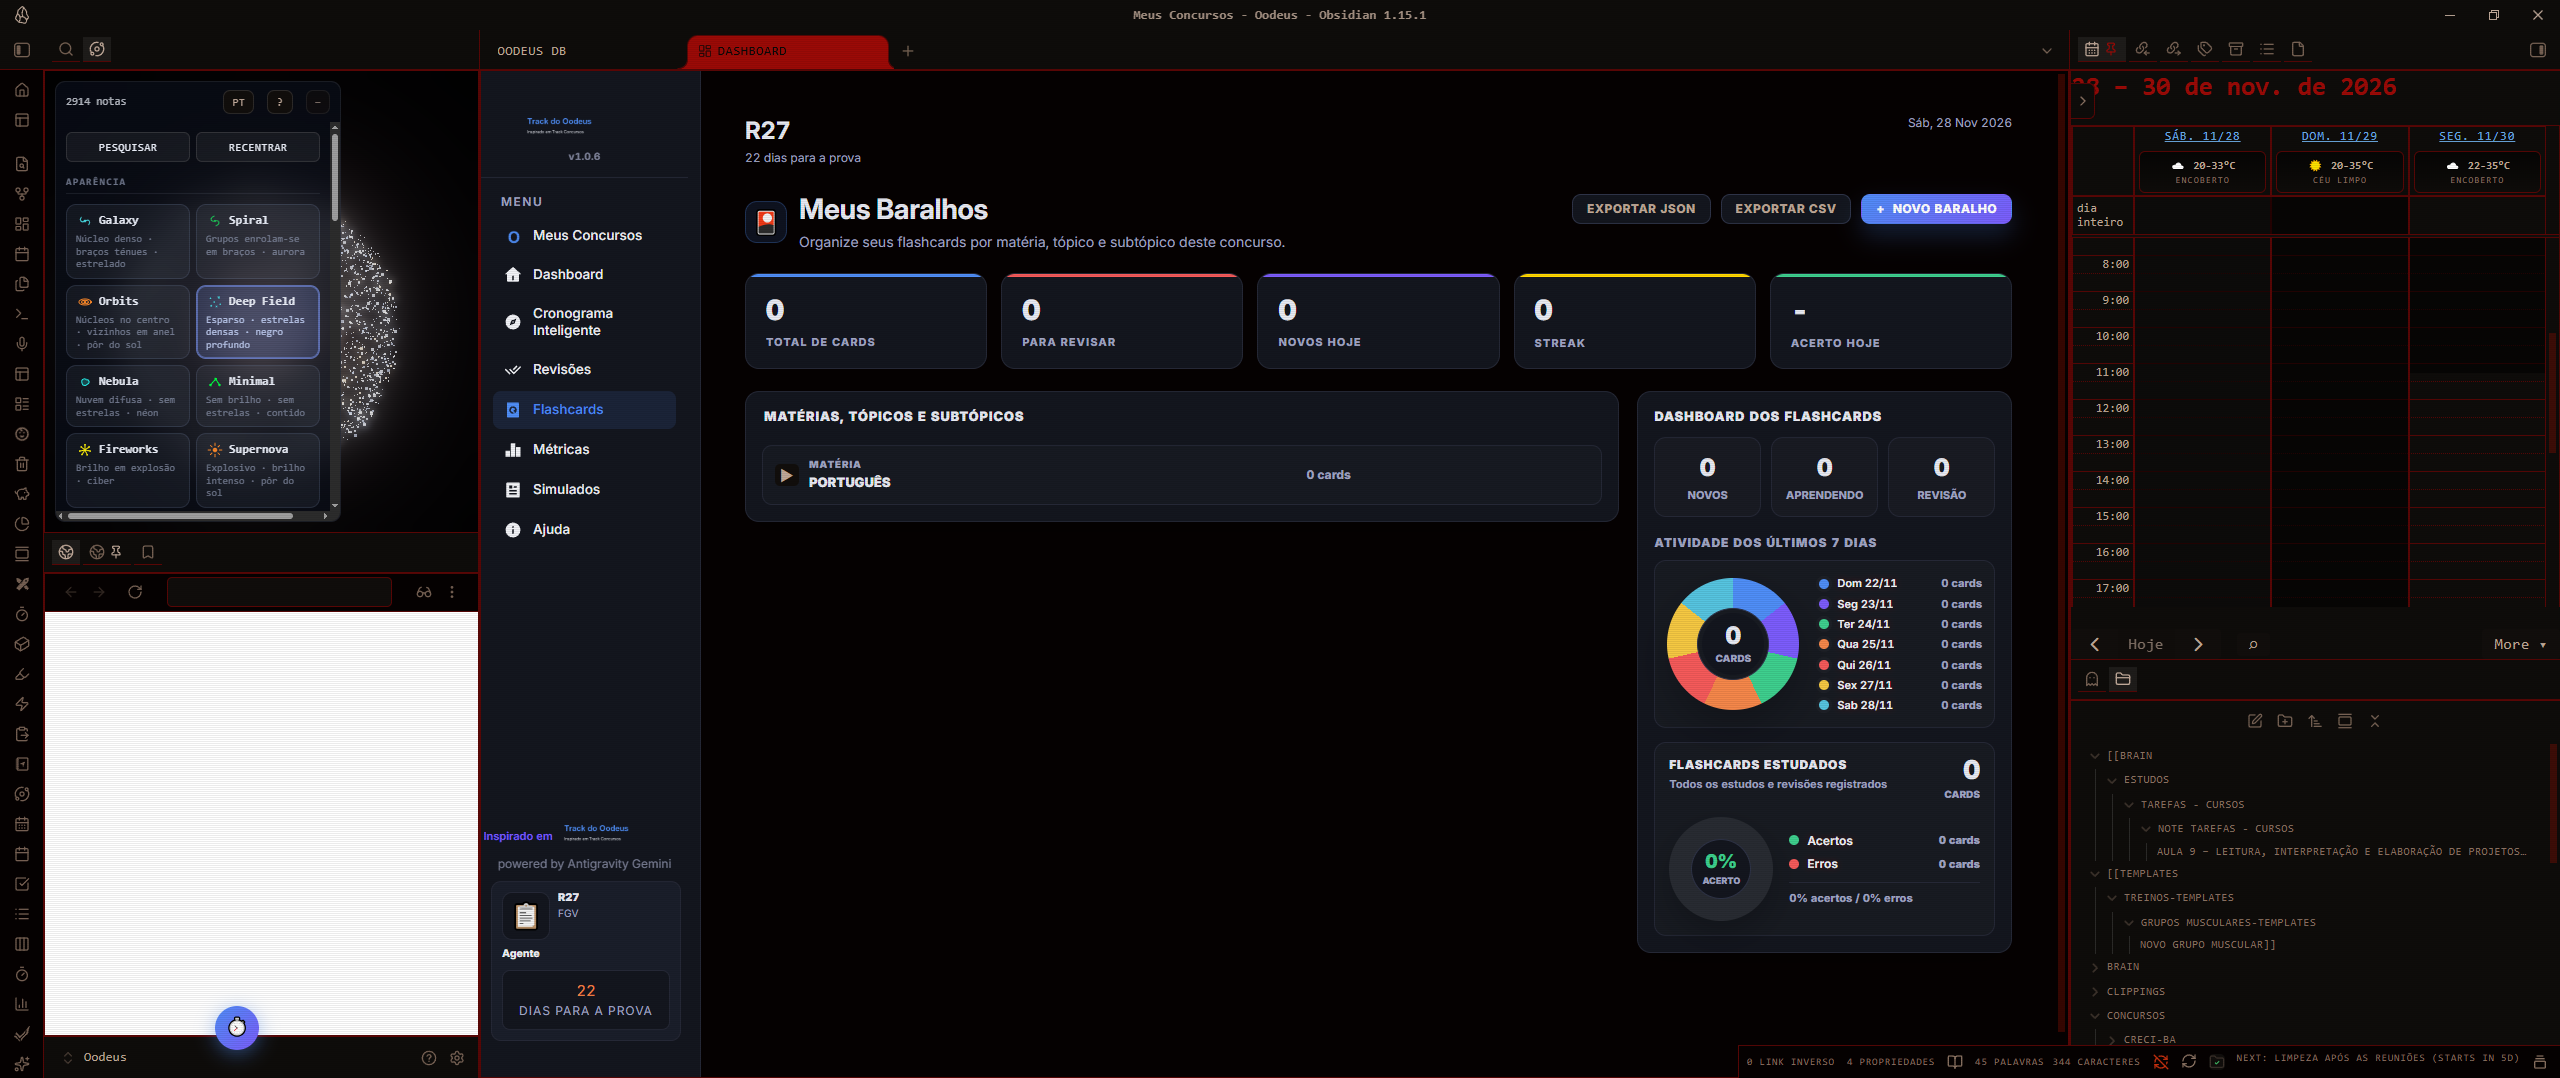 Meus Concursos - Oodeus - Obsidian 1.15.1
OODEUS DB
DASHBOARD
2914 notas
PT
?
PESQUISAR
RECENTRAR
APARÊNCIA
Galaxy
Núcleo denso ·
braços ténues ·
estrelado
Spiral
Grupos enrolam-se
em braços · aurora
Orbits
Núcleos no centro
· vizinhos em anel
· pôr do sol
Deep Field
Esparso · estrelas
densas · negro
profundo
Nebula
Nuvem difusa · sem
estrelas · néon
Minimal
Sem brilho · sem
estrelas · contido
Fireworks
Brilho em explosão
· ciber
Supernova
Explosivo · brilho
intenso · pôr do
sol
Oodeus
Track do Oodeus
Inspirado em Track Concursos
v1.0.6
MENU
Meus Concursos
Dashboard
Cronograma
Inteligente
Revisões
Flashcards
Métricas
Simulados
Ajuda
Inspirado em
Track do Oodeus
Inspirado em Track Concursos
powered by Antigravity Gemini
R27
FGV
Agente
22
DIAS PARA A PROVA
R27
22 dias para a prova
Sáb, 28 Nov 2026
Meus Baralhos
Organize seus flashcards por matéria, tópico e subtópico deste concurso.
EXPORTAR JSON
EXPORTAR CSV
+ NOVO BARALHO
0
TOTAL DE CARDS
0
PARA REVISAR
0
NOVOS HOJE
0
STREAK
-
ACERTO HOJE
MATÉRIAS, TÓPICOS E SUBTÓPICOS
MATÉRIA
PORTUGUÊS
0 cards
DASHBOARD DOS FLASHCARDS
0
NOVOS
0
APRENDENDO
0
REVISÃO
ATIVIDADE DOS ÚLTIMOS 7 DIAS
0
CARDS
Dom 22/11 0 cards
Seg 23/11 0 cards
Ter 24/11 0 cards
Qua 25/11 0 cards
Qui 26/11 0 cards
Sex 27/11 0 cards
Sab 28/11 0 cards
FLASHCARDS ESTUDADOS
Todos os estudos e revisões registrados
0
CARDS
0%
ACERTO
Acertos 0 cards
Erros 0 cards
0% acertos / 0% erros
28 – 30 de nov. de 2026
SÁB. 11/28
DOM. 11/29
SEG. 11/30
20-33ºC
ENCOBERTO
20-35ºC
CÉU LIMPO
22-35ºC
ENCOBERTO
dia
inteiro
8:00
9:00
10:00
11:00
12:00
13:00
14:00
15:00
16:00
17:00
Hoje
More
[[BRAIN
ESTUDOS
TAREFAS - CURSOS
NOTE TAREFAS - CURSOS
AULA 9 – LEITURA, INTERPRETAÇÃO E ELABORAÇÃO DE PROJETOS…
[[TEMPLATES
TREINOS-TEMPLATES
GRUPOS MUSCULARES-TEMPLATES
NOVO GRUPO MUSCULAR]]
BRAIN
CLIPPINGS
CONCURSOS
CRECI-BA
0 LINK INVERSO
4 PROPRIEDADES
45 PALAVRAS
344 CARACTERES
NEXT: LIMPEZA APÓS AS REUNIÕES (STARTS IN 5D)